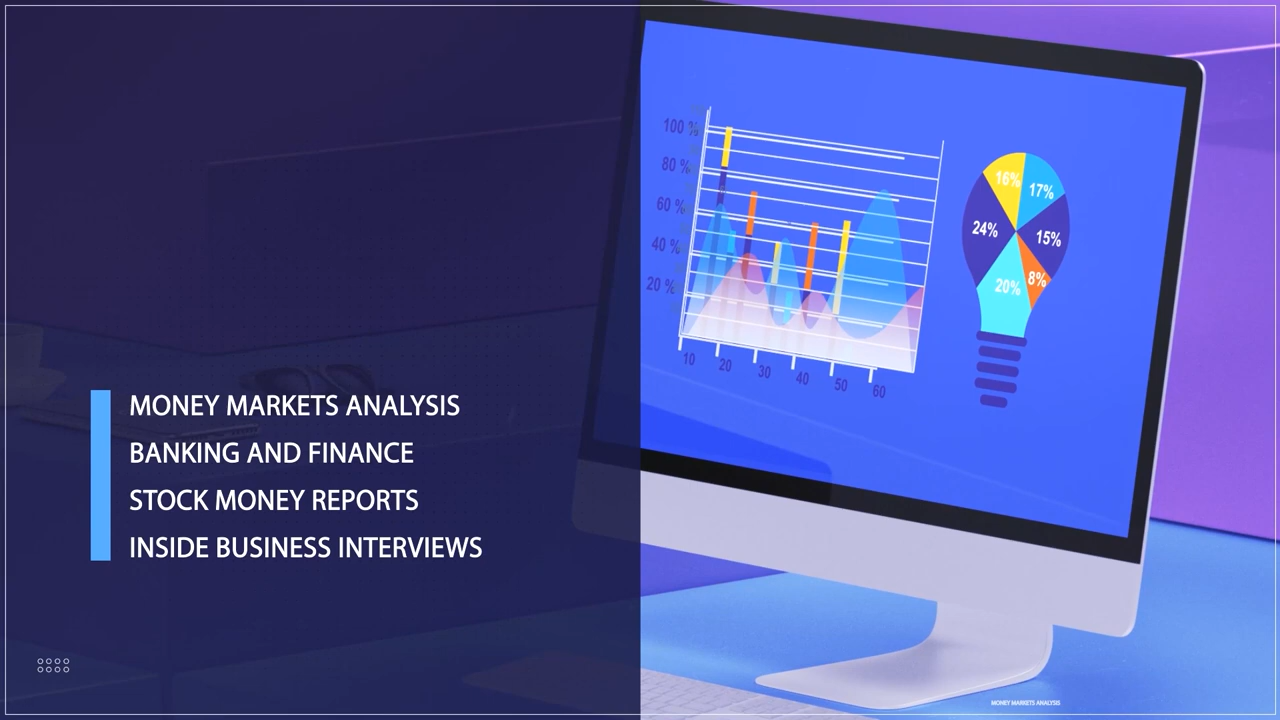 MONEY MARKETS ANALYSIS
BANKING AND FINANCE
STOCK MONEY REPORTS
INSIDE BUSINESS INTERVIEWS
100 %
80 %
60 %
40 %
20 %
10 20 30 40 50 60
16% 17%
24% 15%
20% 8%
MONEY MARKETS ANALYSIS